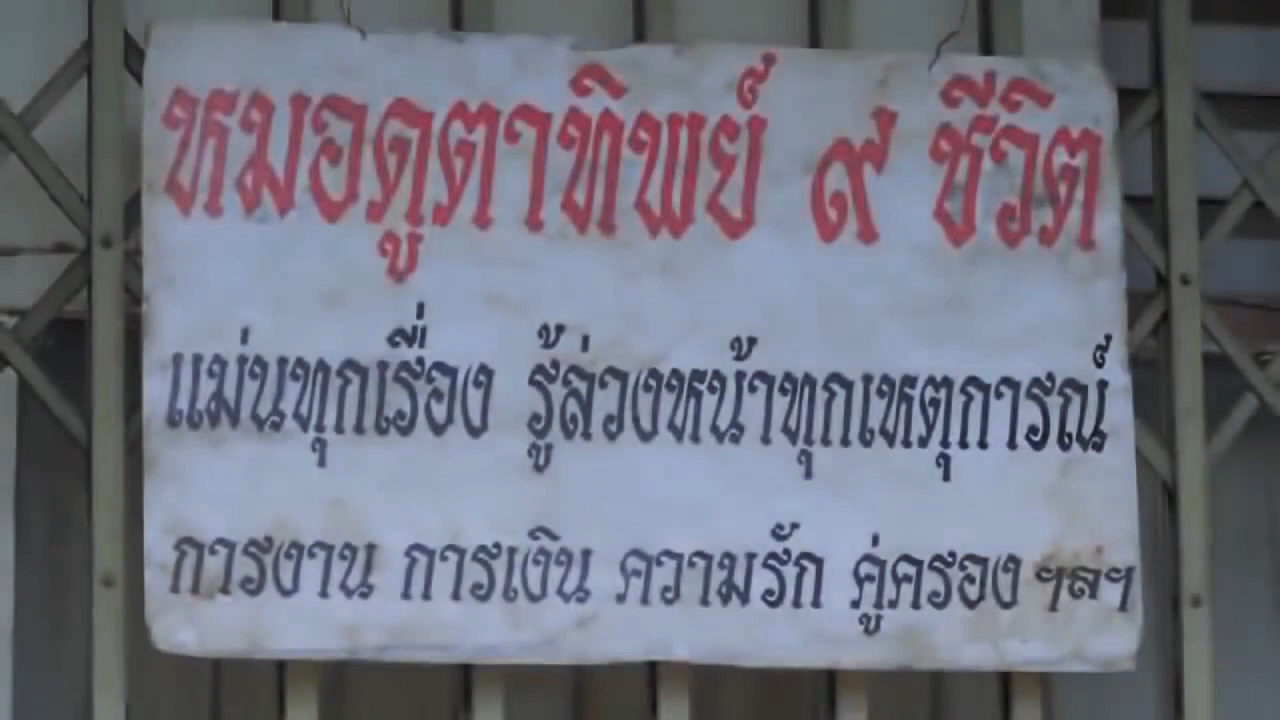 หมอดูตาทิพย์ ๙ ชีวิต
แม่นทุกเรื่อง รู้ล่วงหน้าทุกเหตุการณ์
การงาน การเงิน ความรัก คู่ครอง ฯลฯ